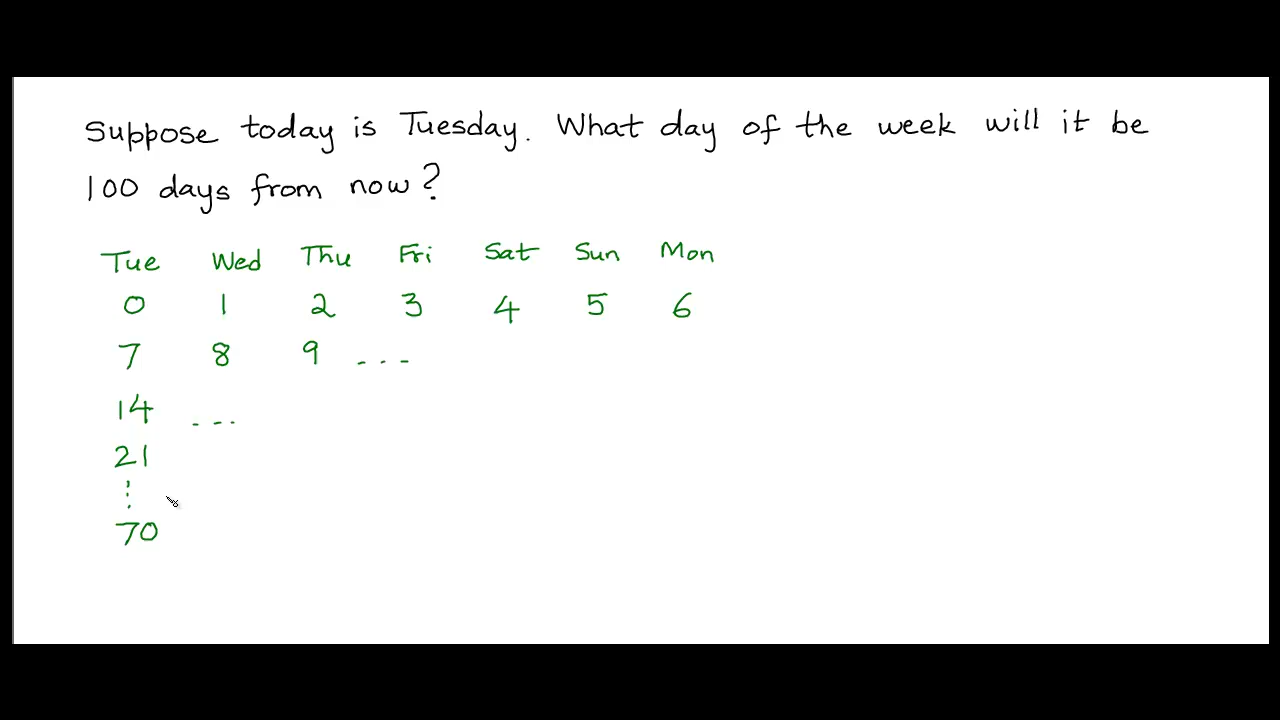 Suppose today is Tuesday. What day of the week will it be
100 days from now?
Tue Wed Thu Fri Sat Sun Mon
0 1 2 3 4 5 6
7 8 9 ...
14 ...
21
⋮
70